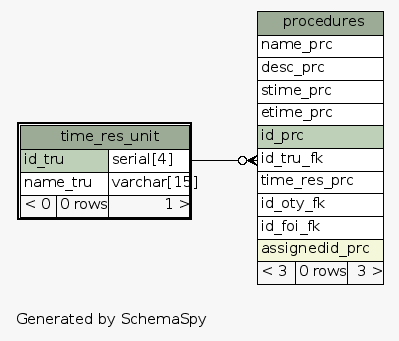 procedures
name_prc
desc_prc
stime_prc
etime_prc
id_prc
id_tru_fk
time_res_prc
id_oty_fk
id_foi_fk
assignedid_prc
< 3 0 rows 3 >
time_res_unit
id_tru serial[4]
name_tru varchar[15]
< 0 0 rows 1 >
Generated by SchemaSpy